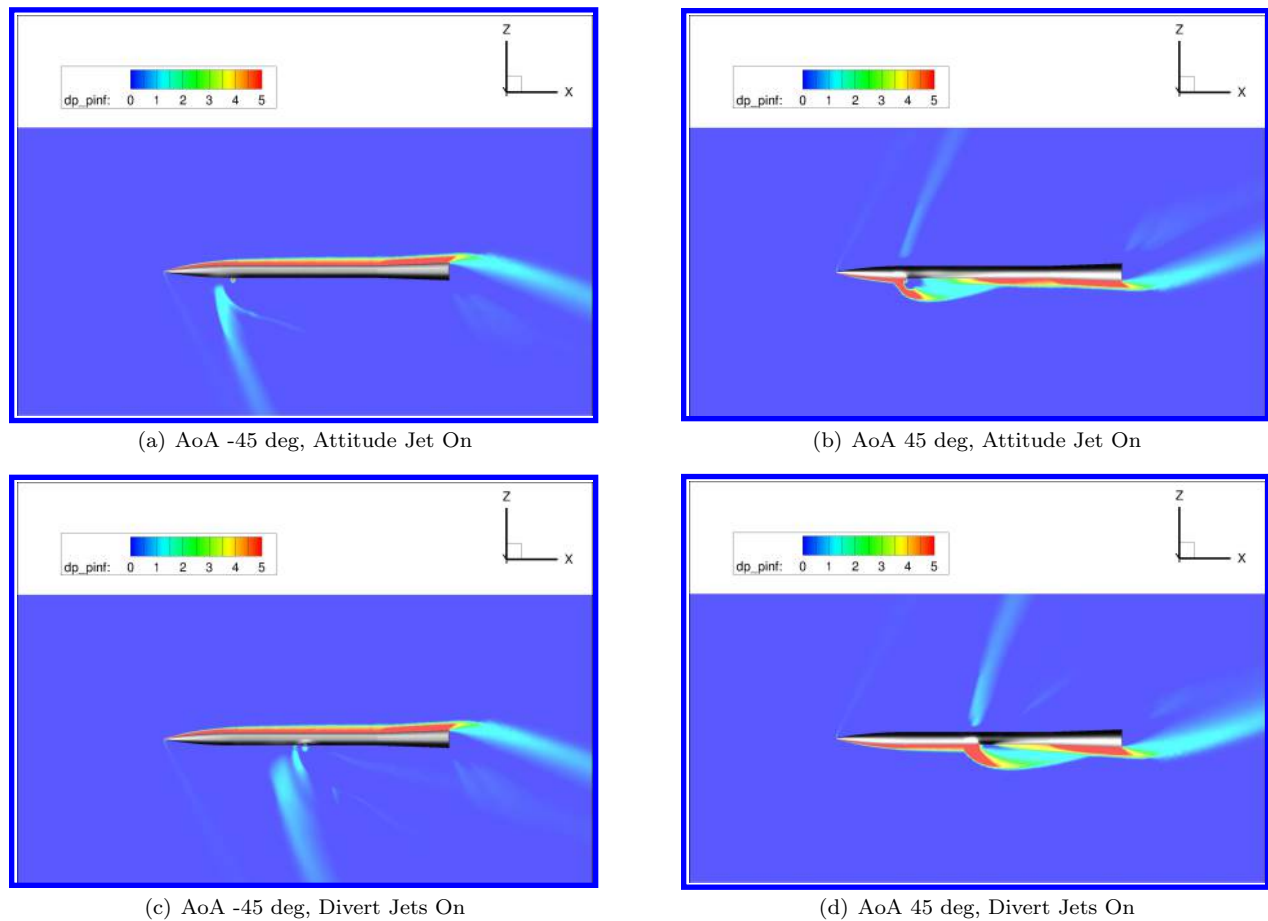 Z
X
dp_pinf: 0 1 2 3 4 5
(a) AoA -45 deg, Attitude Jet On
Z
X
dp_pinf: 0 1 2 3 4 5
(b) AoA 45 deg, Attitude Jet On
Z
X
dp_pinf: 0 1 2 3 4 5
(c) AoA -45 deg, Divert Jets On
Z
X
dp_pinf: 0 1 2 3 4 5
(d) AoA 45 deg, Divert Jets On